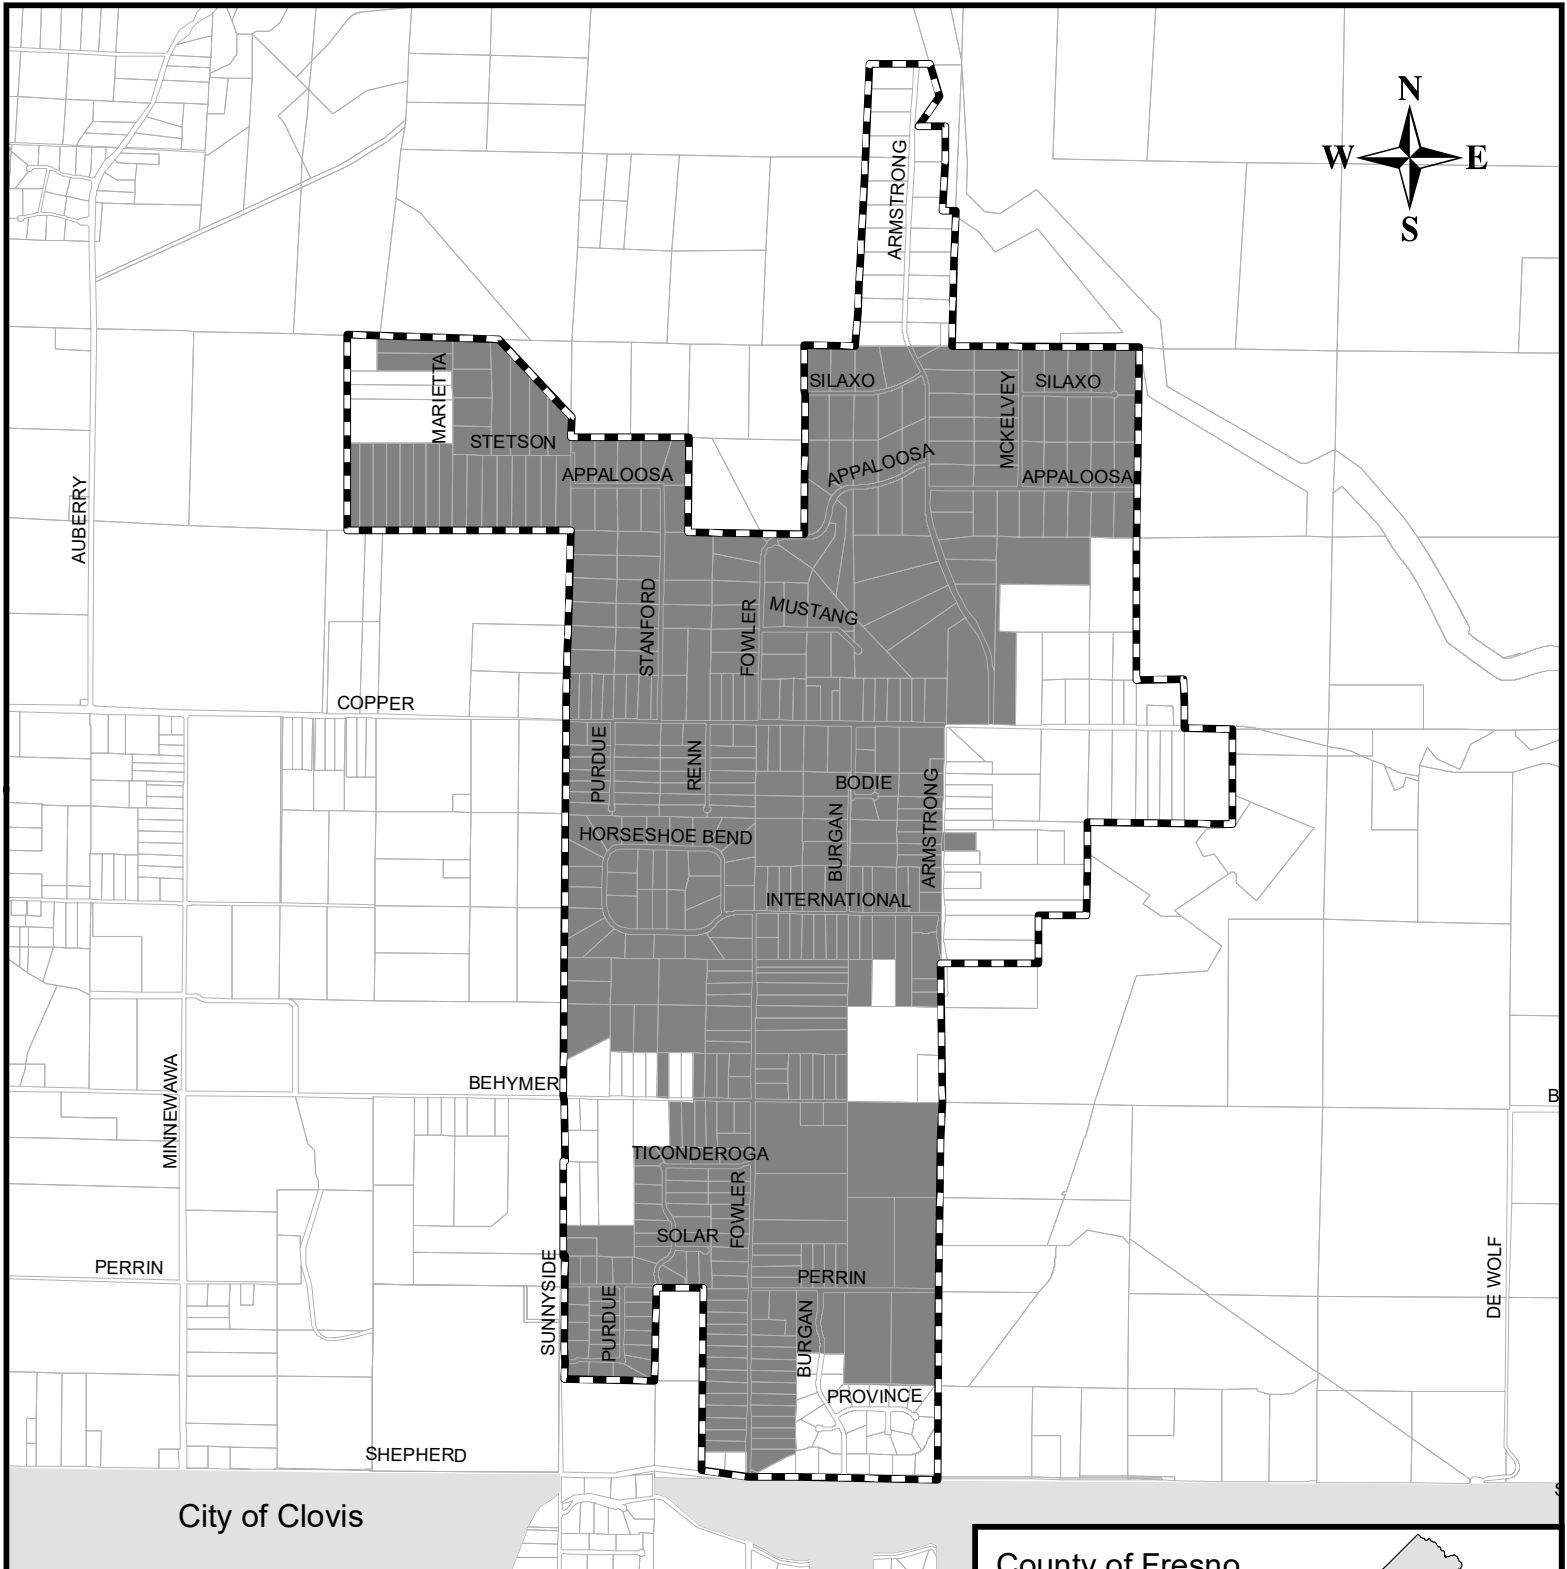 N
W E
S
ARMSTRONG
SILAXO
SILAXO
MARIETTA
MCKELVEY
STETSON
APPALOOSA
APPALOOSA
APPALOOSA
AUBERRY
STANFORD
FOWLER
MUSTANG
COPPER
PURDUE
RENN
BODIE
BURGAN
ARMSTRONG
HORSESHOE BEND
INTERNATIONAL
BEHYMER
B
MINNEWAWA
TICONDEROGA
FOWLER
SOLAR
PERRIN
SUNNYSIDE
PURDUE
PERRIN
BURGAN
DE WOLF
PROVINCE
SHEPHERD
City of Clovis
County of Fresno